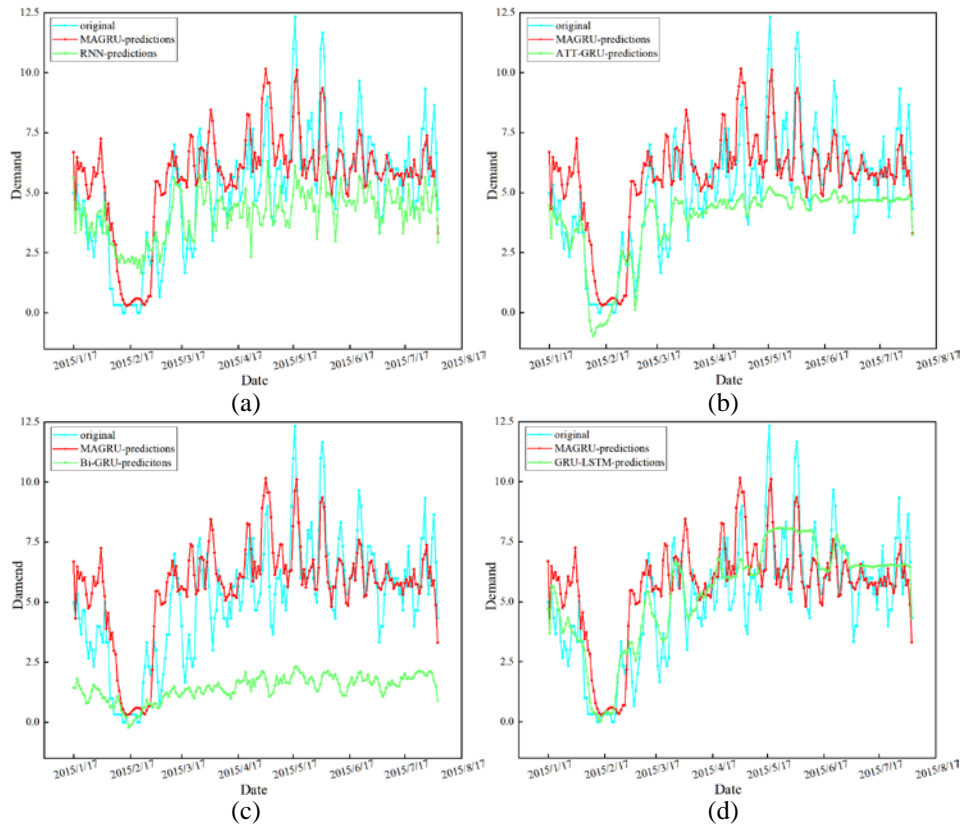 original
MAGRU-predictions
RNN-predictions
12.5
10.0
7.5
5.0
2.5
0.0
Demand
2015/1/17
2015/2/17
2015/3/17
2015/4/17
2015/5/17
2015/6/17
2015/7/17
2015/8/17
Date
(a)
original
MAGRU-predictions
ATT-GRU-predictions
12.5
10.0
7.5
5.0
2.5
0.0
Demand
2015/1/17
2015/2/17
2015/3/17
2015/4/17
2015/5/17
2015/6/17
2015/7/17
2015/8/17
Date
(b)
original
MAGRU-predictions
Bi-GRU-predicitons
12.5
10.0
7.5
5.0
2.5
0.0
Damend
2015/1/17
2015/2/17
2015/3/17
2015/4/17
2015/5/17
2015/6/17
2015/7/17
2015/8/17
Date
(c)
original
MAGRU-predictions
GRU-LSTM-predictions
12.5
10.0
7.5
5.0
2.5
0.0
Demand
2015/1/17
2015/2/17
2015/3/17
2015/4/17
2015/5/17
2015/6/17
2015/7/17
2015/8/17
Date
(d)